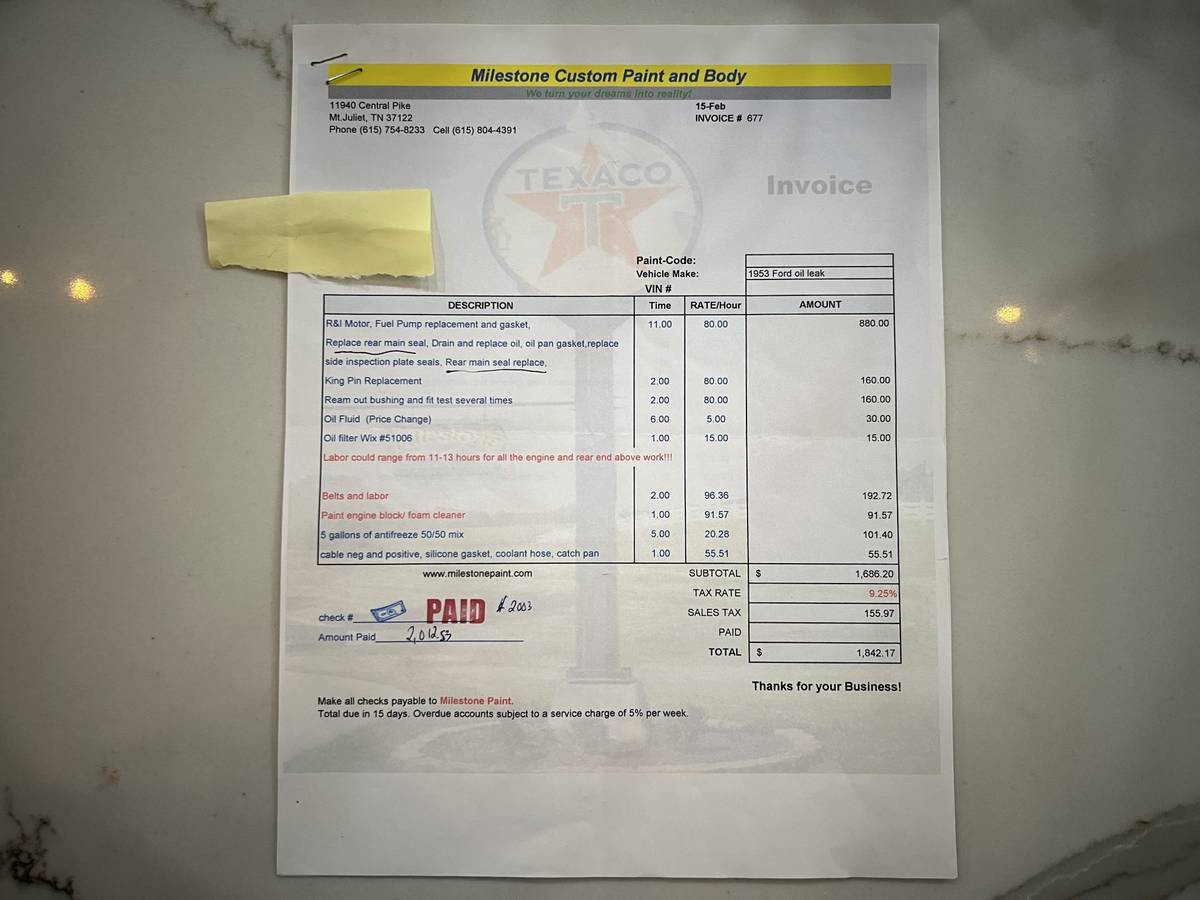 Milestone Custom Paint and Body
We turn your dreams into reality!
11940 Central Pike
Mt.Juliet, TN 37122
Phone (615) 754-8233 Cell (615) 804-4391
15-Feb
INVOICE # 677
TEXACO
T
Invoice
Paint-Code:
Vehicle Make: 1953 Ford oil leak
VIN #
DESCRIPTION Time RATE/Hour AMOUNT
R&I Motor, Fuel Pump replacement and gasket, 11.00 80.00 880.00
Replace rear main seal, Drain and replace oil, oil pan gasket,replace
side inspection plate seals, Rear main seal replace,
King Pin Replacement 2.00 80.00 160.00
Ream out bushing and fit test several times 2.00 80.00 160.00
Oil Fluid (Price Change) 6.00 5.00 30.00
Oil filter Wix #51006 1.00 15.00 15.00
Labor could range from 11-13 hours for all the engine and rear end above work!!!
Belts and labor 2.00 96.36 192.72
Paint engine block/ foam cleaner 1.00 91.57 91.57
5 gallons of antifreeze 50/50 mix 5.00 20.28 101.40
cable neg and positive, silicone gasket, coolant hose, catch pan 1.00 55.51 55.51
www.milestonepaint.com
SUBTOTAL $ 1,686.20
TAX RATE 9.25%
SALES TAX 155.97
PAID
TOTAL $ 1,842.17
check # PAID # 2003
Amount Paid 2,012.53
Thanks for your Business!
Make all checks payable to Milestone Paint.
Total due in 15 days. Overdue accounts subject to a service charge of 5% per week.